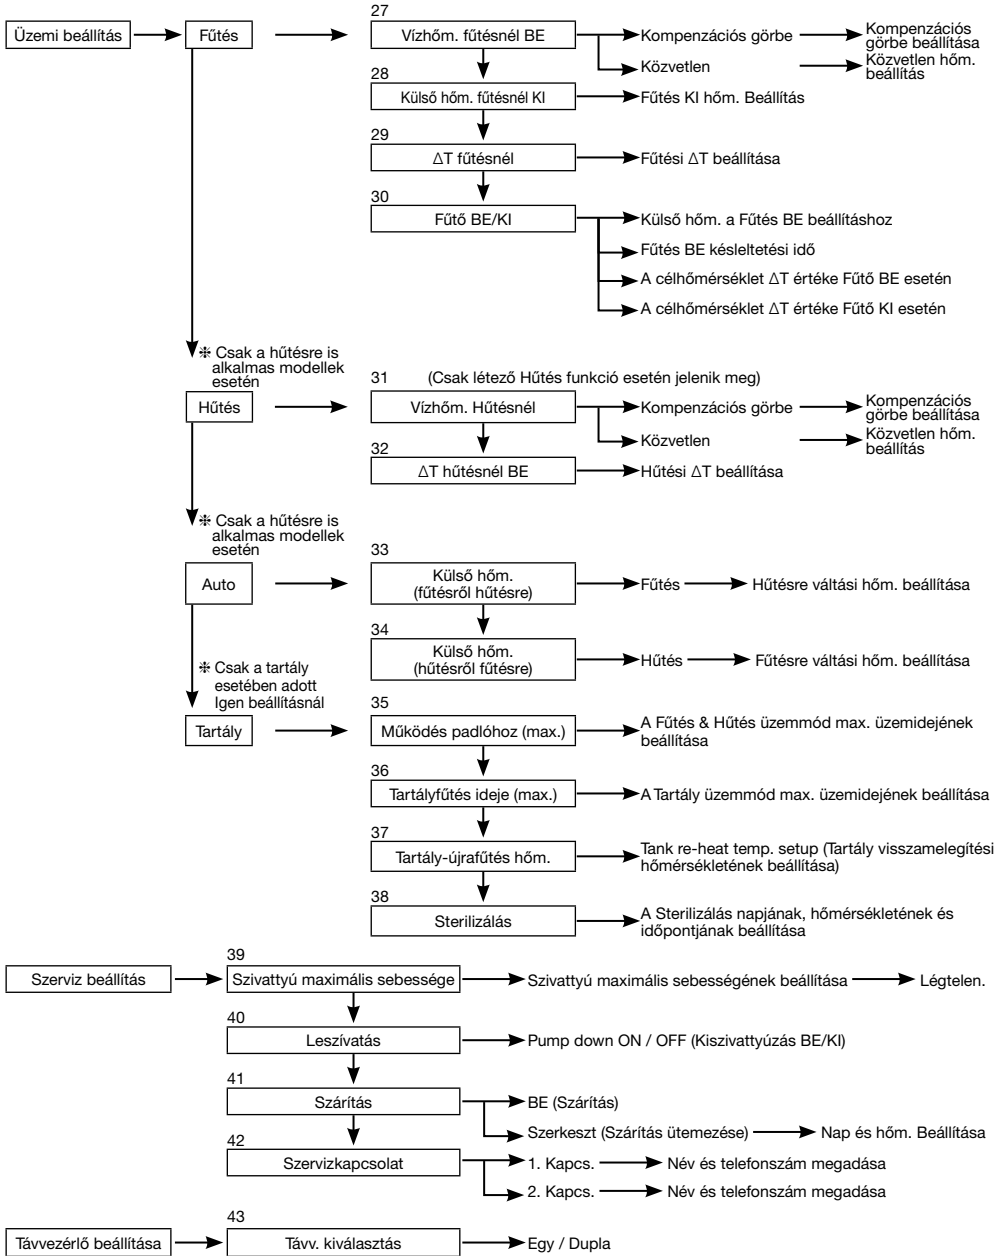 27
Üzemi beállítás
Fűtés
Vízhőm. fűtésnél BE
Kompenzációs görbe
Kompenzációs
görbe beállítása
Közvetlen
Közvetlen hőm.
beállítás
28
Külső hőm. fűtésnél KI
Fűtés KI hőm. Beállítás
29
ΔT fűtésnél
Fűtési ΔT beállítása
30
Fűtő BE/KI
Külső hőm. a Fűtés BE beállításhoz
Fűtés BE késleltetési idő
A célhőmérséklet ΔT értéke Fűtő BE esetén
A célhőmérséklet ΔT értéke Fűtő KI esetén
❈ Csak a hűtésre is
alkalmas modellek
esetén
31 (Csak létező Hűtés funkció esetén jelenik meg)
Hűtés
Vízhőm. Hűtésnél
Kompenzációs görbe
Kompenzációs
görbe beállítása
Közvetlen
Közvetlen hőm.
beállítás
32
ΔT hűtésnél BE
Hűtési ΔT beállítása
❈ Csak a hűtésre is
alkalmas modellek
esetén
33
Auto
Külső hőm.
(fűtésről hűtésre)
Fűtés
Hűtésre váltási hőm. beállítása
34
Külső hőm.
(hűtésről fűtésre)
Hűtés
Fűtésre váltási hőm. beállítása
❈ Csak a tartály
esetében adott
Igen beállításnál
35
Tartály
Működés padlóhoz (max.)
A Fűtés & Hűtés üzemmód max. üzemidejének
beállítása
36
Tartályfűtés ideje (max.)
A Tartály üzemmód max. üzemidejének beállítása
37
Tartály-újrafűtés hőm.
Tank re-heat temp. setup (Tartály visszamelegítési
hőmérsékletének beállítása)
38
Sterilizálás
A Sterilizálás napjának, hőmérsékletének és
időpontjának beállítása
39
Szerviz beállítás
Szivattyú maximális sebessége
Szivattyú maximális sebességének beállítása
Légtelen.
40
Leszívatás
Pump down ON / OFF (Kiszivattyúzás BE/KI)
41
Szárítás
BE (Szárítás)
Szerkeszt (Szárítás ütemezése)
Nap és hőm. Beállítása
42
Szervizkapcsolat
1. Kapcs.
Név és telefonszám megadása
2. Kapcs.
Név és telefonszám megadása
43
Távvezérlő beállítása
Távv. kiválasztás
Egy / Dupla